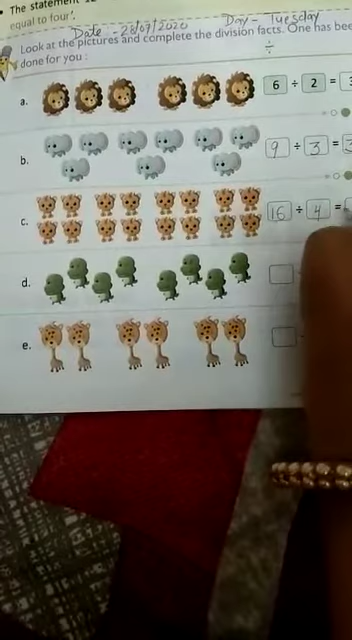 The statement 12
equal to four'.
Date - 28/07/2020 Day - Tuesday
Look at the pictures and complete the division facts. One has bee
done for you : ÷
a. 6 ÷ 2 = 3
b. 9 ÷ 3 = 3
c. 16 ÷ 4 =
d.
e.